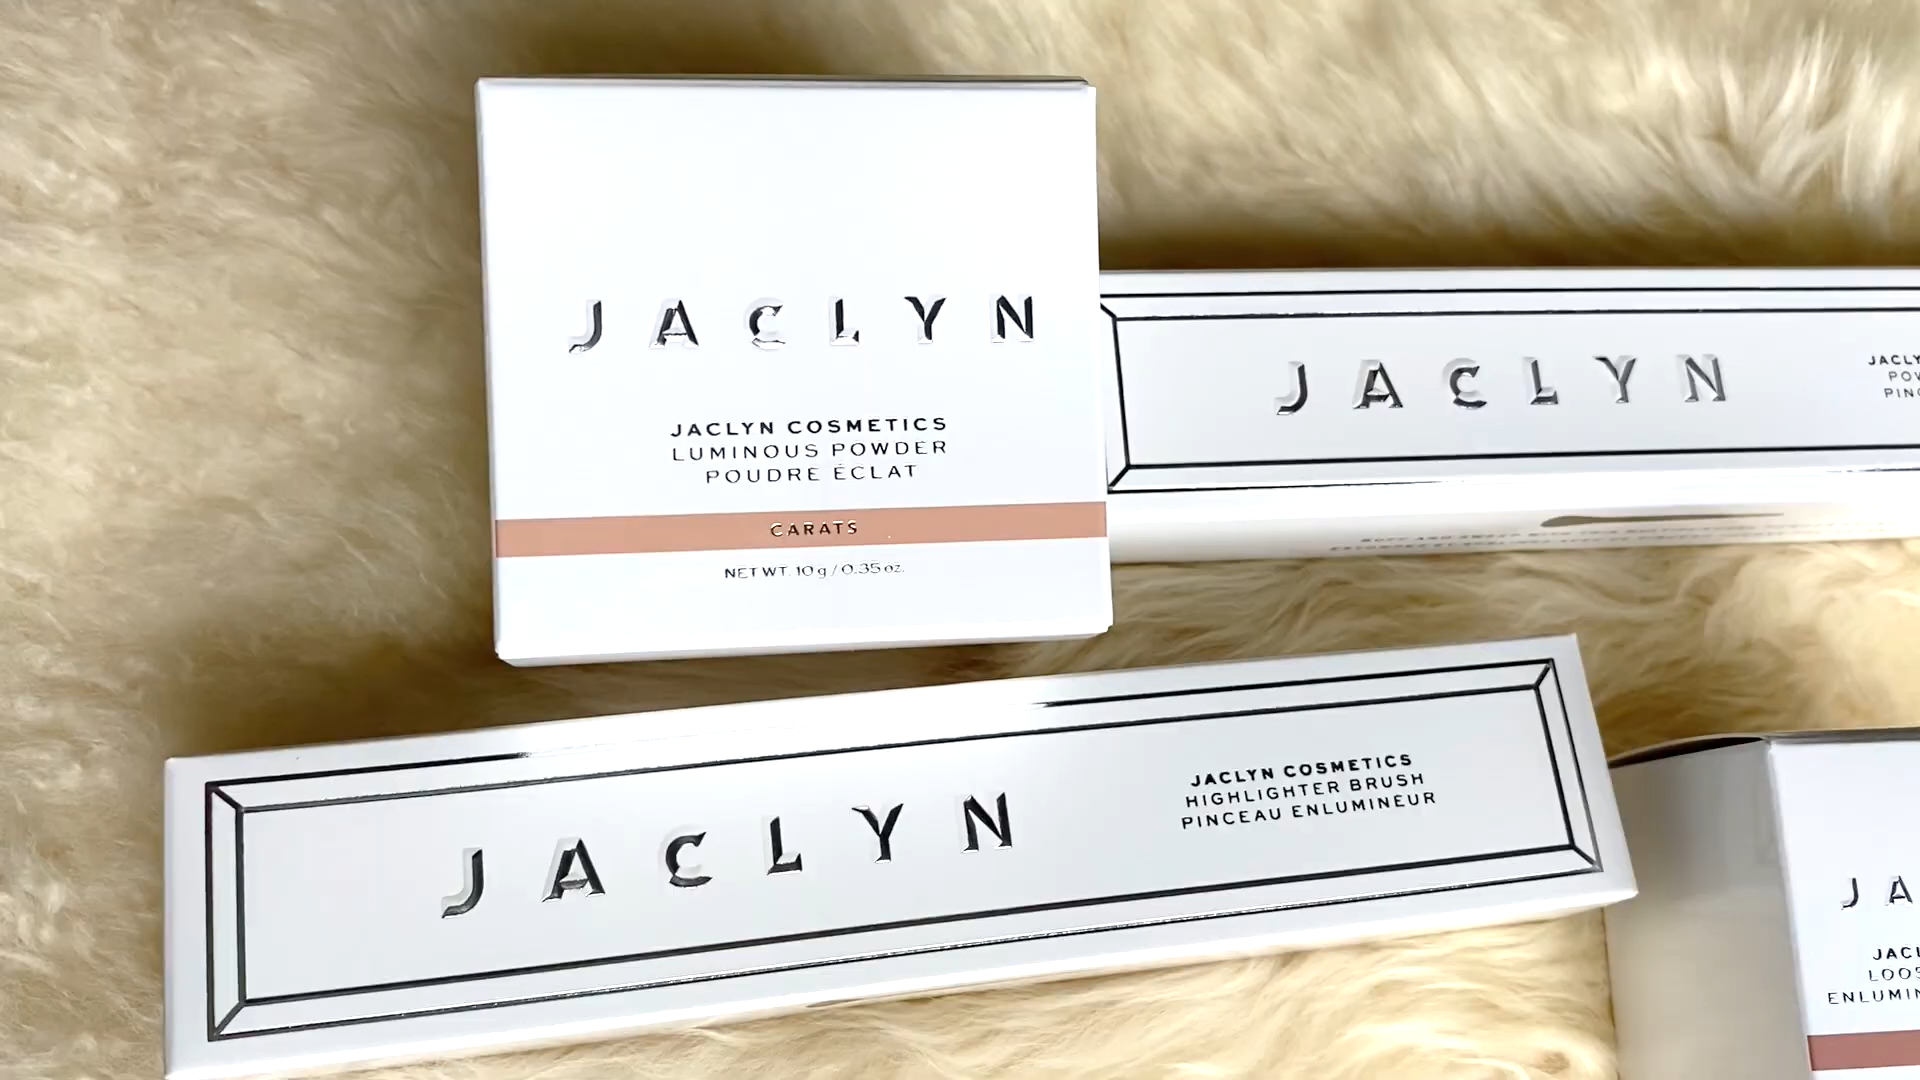 JACLYN
JACLYN COSMETICS
LUMINOUS POWDER
POUDRE ÉCLAT
CARATS
NET WT. 10 g / 0.35 oz.
JACLYN
JACLYN COSMETICS
HIGHLIGHTER BRUSH
PINCEAU ENLUMINEUR
JACLYN